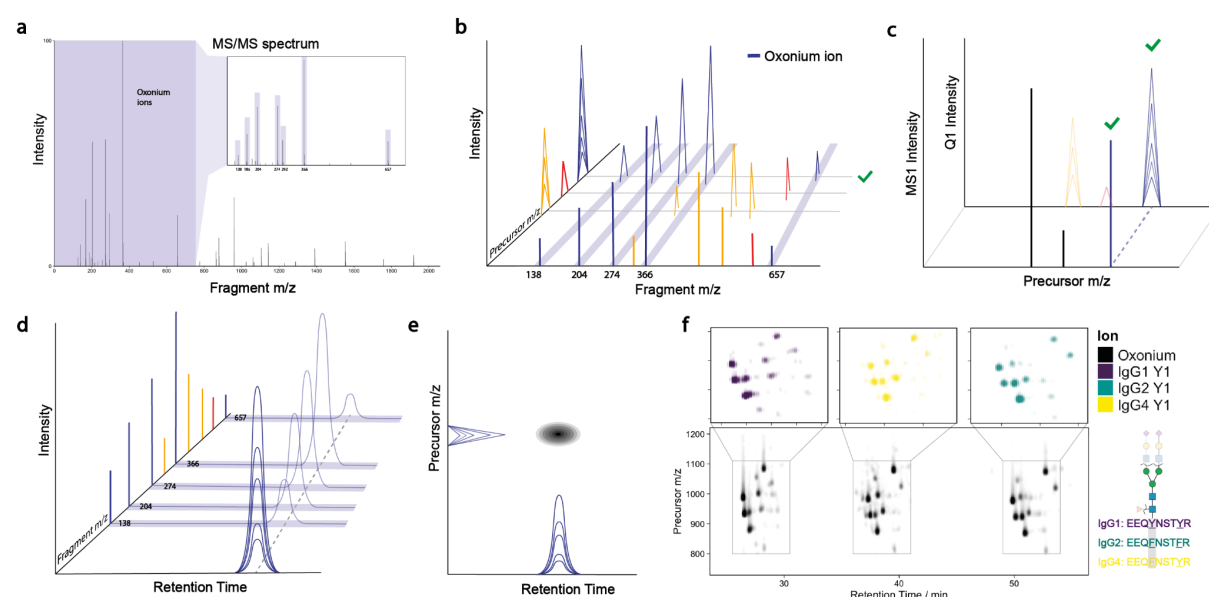 a
MS/MS spectrum
100
Oxonium
ions
138 186 204 274 292 366 657
Intensity
0
0 200 400 600 800 1000 1200 1400 1600 1800 2000
Fragment m/z
b
Oxonium ion
Intensity
Precursor m/z
138 204 274 366 657
Fragment m/z
c
MS1 Intensity
Q1 Intensity
Precursor m/z
d
Intensity
657
366
274
204
138
Fragment m/z
Retention Time
e
Precursor m/z
Retention Time
f
Ion
Oxonium
IgG1 Y1
IgG2 Y1
IgG4 Y1
Precursor m/z
1200
1100
1000
900
800
30 40 50
Retention Time / min
IgG1: EEQYNSTYR
IgG2: EEQFNSTFR
IgG4: EEQFNSTYR